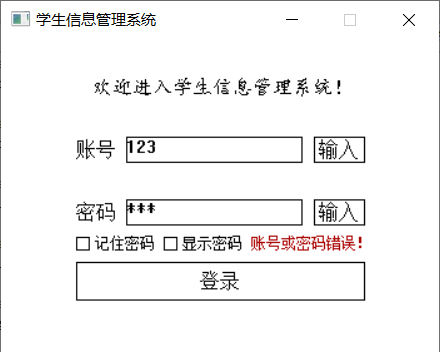 学生信息管理系统
欢迎进入学生信息管理系统！
账号 123 输入
密码 *** 输入
记住密码 显示密码 账号或密码错误！
登录